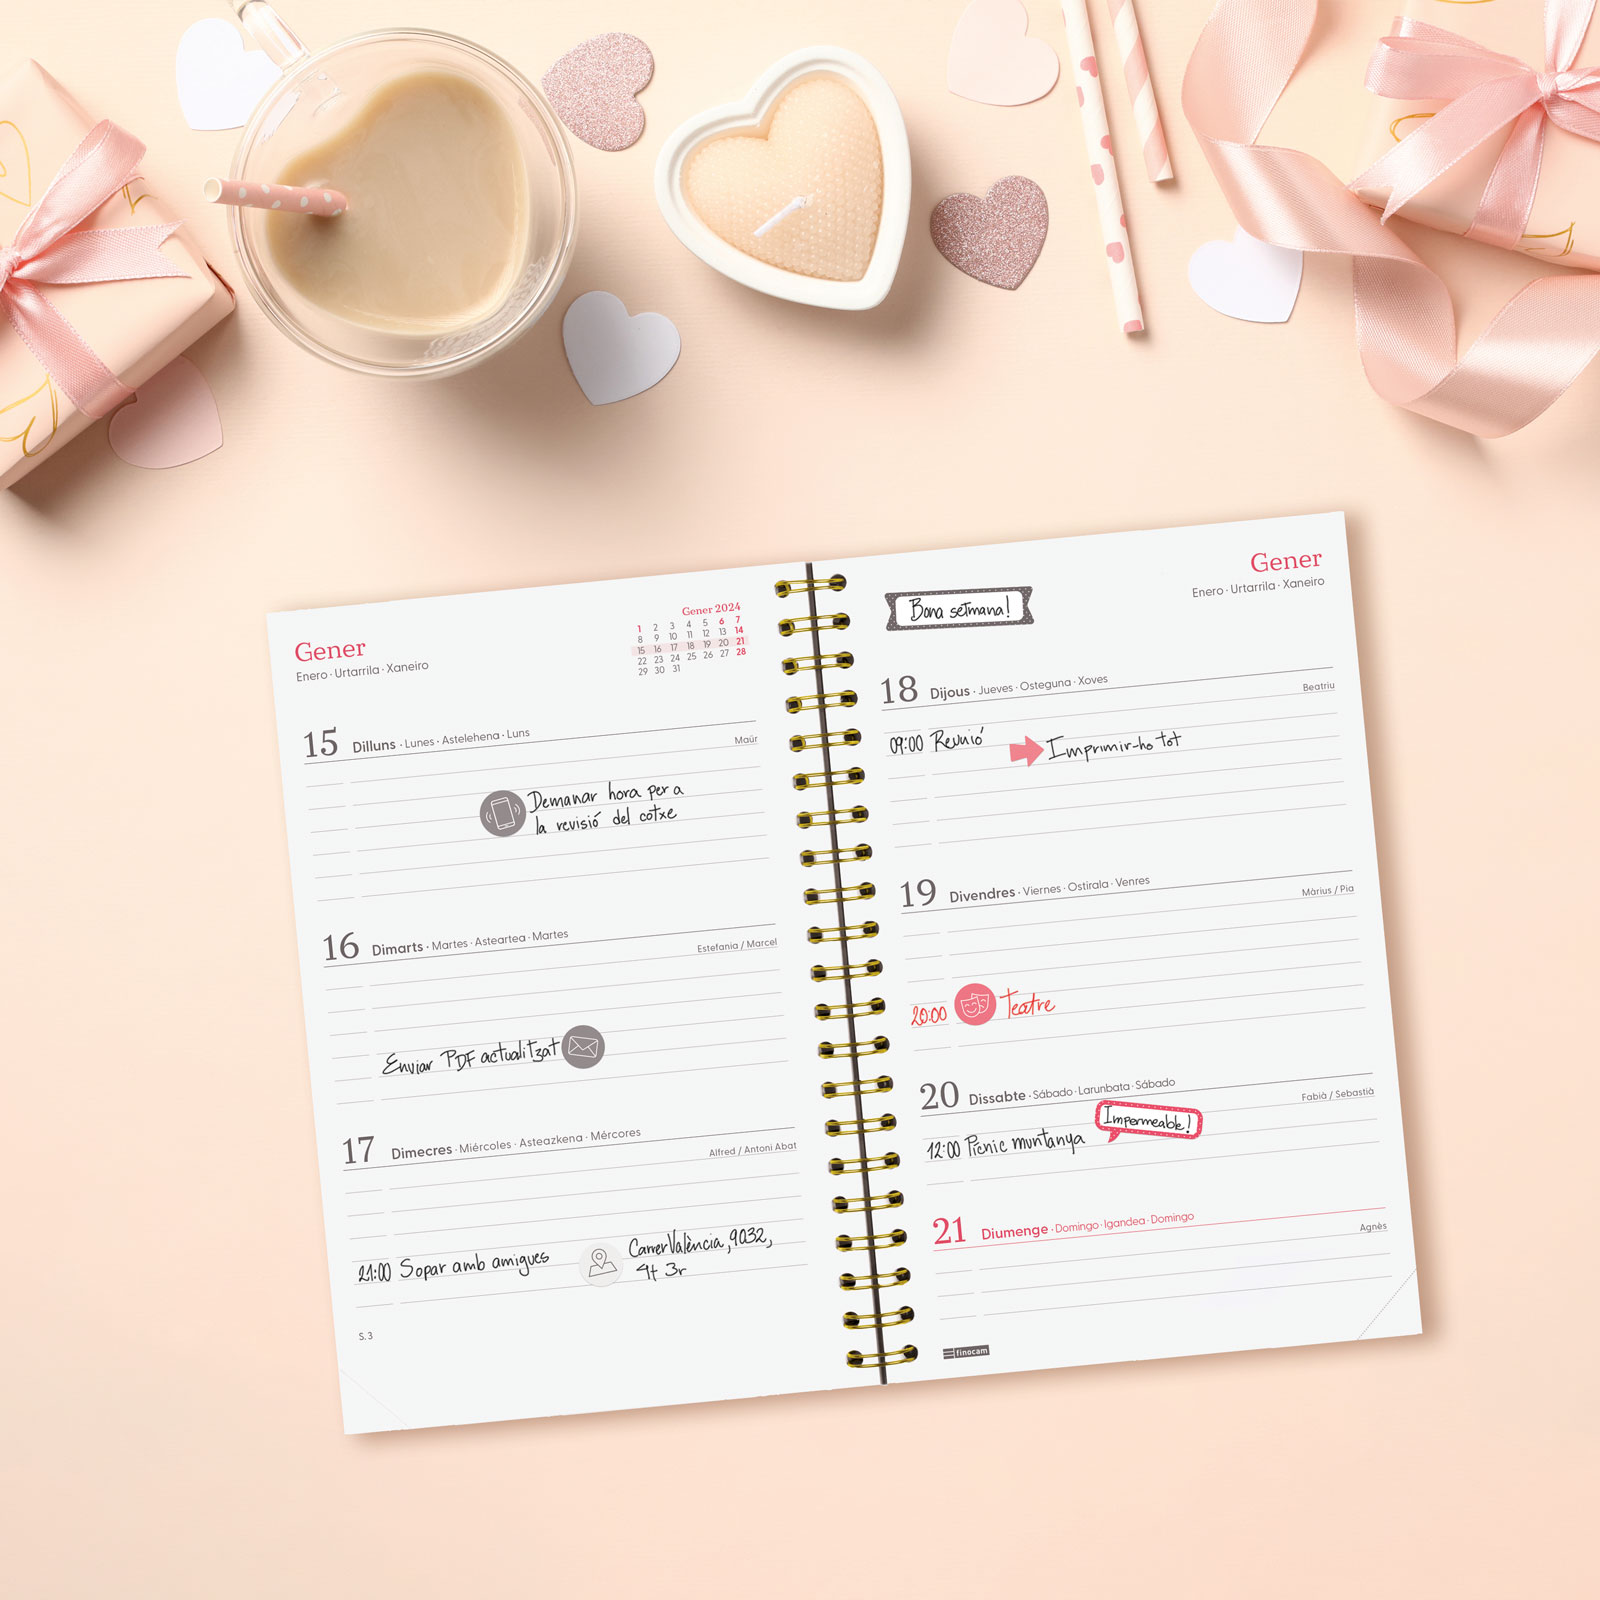 Gener
Enero · Urtarrila · Xaneiro
Gener 2024
1 2 3 4 5 6 7
8 9 10 11 12 13 14
15 16 17 18 19 20 21
22 23 24 25 26 27 28
29 30 31
15 Dilluns · Lunes · Astelehena · Luns
Maür
Demanar hora per a
la revisió del cotxe
16 Dimarts · Martes · Asteartea · Martes
Estefania / Marcel
Enviar PDF actualitzat
17 Dimecres · Miércoles · Asteazkena · Mércores
Alfred / Antoni Abat
21:00 Sopar amb amigues
Carrer València, 9032,
4t 3r
S. 3
Gener
Enero · Urtarrila · Xaneiro
Bona setmana!
18 Dijous · Jueves · Osteguna · Xoves
Beatriu
09:00 Reunió
Imprimir-ho tot
19 Divendres · Viernes · Ostirala · Venres
Màrius / Pia
20:00 Teatre
20 Dissabte · Sábado · Larunbata · Sábado
Fabià / Sebastià
Impermeable!
12:00 Pícnic muntanya
21 Diumenge · Domingo · Igandea · Domingo
Agnès
finocam